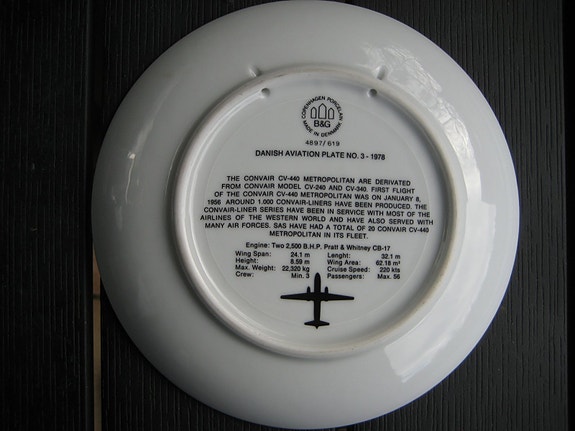 COPENHAGEN PORCELAIN
B&G
MADE IN DENMARK
4897/619
DANISH AVIATION PLATE NO. 3 - 1978
THE CONVAIR CV-440 METROPOLITAN ARE DERIVATED
FROM CONVAIR MODEL CV-240 AND CV-340. FIRST FLIGHT
OF THE CONVAIR CV-440 METROPOLITAN WAS ON JANUARY 8,
1956 AROUND 1.000 CONVAIR-LINERS HAVE BEEN PRODUCED. THE
CONVAIR-LINER SERIES HAVE BEEN IN SERVICE WITH MOST OF THE
AIRLINES OF THE WESTERN WORLD AND HAVE ALSO SERVED WITH
MANY AIR FORCES. SAS HAVE HAD A TOTAL OF 20 CONVAIR CV-440
METROPOLITAN IN ITS FLEET.
Engine: Two 2,500 B.H.P. Pratt & Whitney CB-17
Wing Span: 24.1 m Lenght: 32.1 m
Height: 8.59 m Wing Area: 62.18 m²
Max. Weight: 22,320 kg Cruise Speed: 220 kts
Crew: Min. 3 Passengers: Max. 56